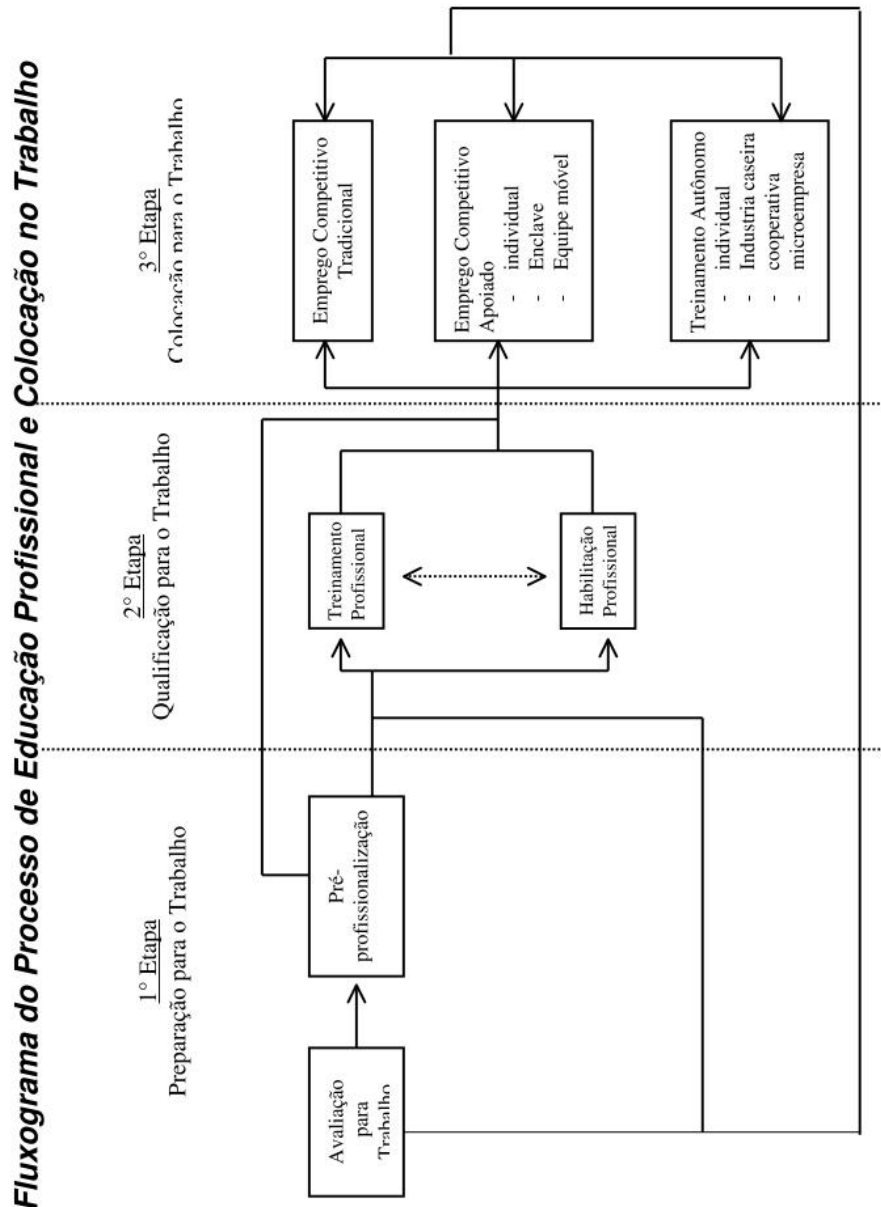 Fluxograma do Processo de Educação Profissional e Colocação no Trabalho
1° Etapa
Preparação para o Trabalho
2° Etapa
Qualificação para o Trabalho
3° Etapa
Colocação para o Trabalho
Avaliação
para
Trabalho
Pré-
profissionalização
Treinamento
Profissional
Habilitação
Profissional
Emprego Competitivo
Tradicional
Emprego Competitivo
Apoiado
- individual
- Enclave
- Equipe móvel
Treinamento Autônomo
- individual
- Industria caseira
- cooperativa
- microempresa